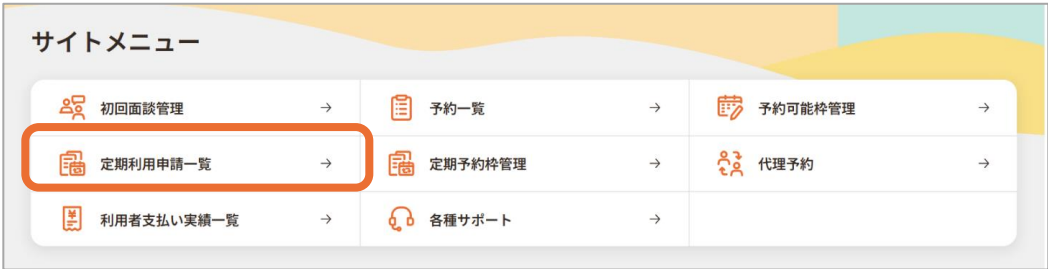 サイトメニュー
初回面談管理 →
予約一覧 →
予約可能枠管理 →
定期利用申請一覧 →
定期予約枠管理 →
代理予約 →
利用者支払い実績一覧 →
各種サポート →